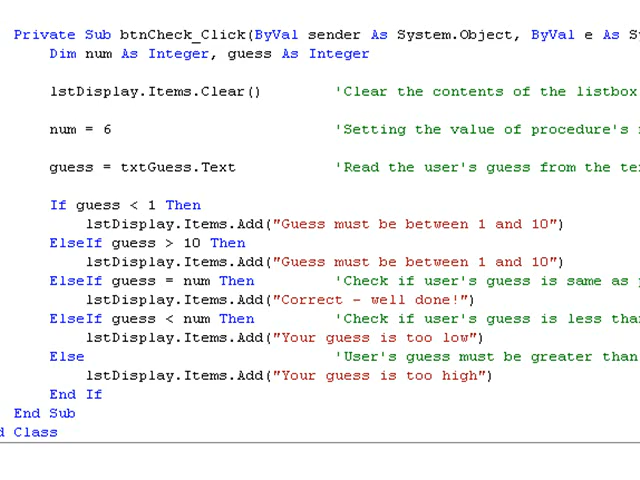 Private Sub btnCheck_Click(ByVal sender As System.Object, ByVal e As
Dim num As Integer, guess As Integer
lstDisplay.Items.Clear() 'Clear the contents of the listbox
num = 6 'Setting the value of procedure's
guess = txtGuess.Text 'Read the user's guess from the
If guess < 1 Then
lstDisplay.Items.Add("Guess must be between 1 and 10")
ElseIf guess > 10 Then
lstDisplay.Items.Add("Guess must be between 1 and 10")
ElseIf guess = num Then 'Check if user's guess is same as
lstDisplay.Items.Add("Correct - well done!")
ElseIf guess < num Then 'Check if user's guess is less
lstDisplay.Items.Add("Your guess is too low")
Else 'User's guess must be greater than
lstDisplay.Items.Add("Your guess is too high")
End If
End Sub
Class